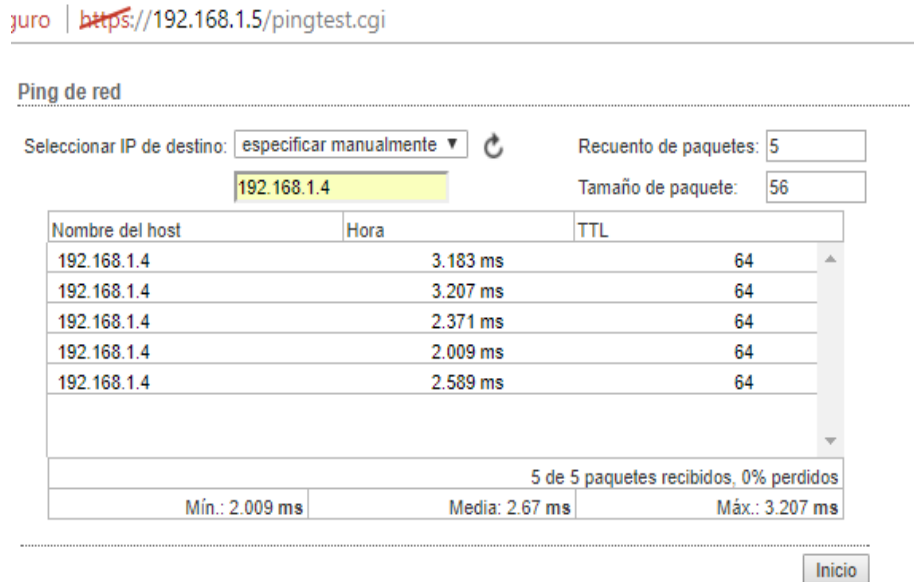 guro | https://192.168.1.5/pingtest.cgi
Ping de red
Seleccionar IP de destino: especificar manualmente Recuento de paquetes: 5
192.168.1.4 Tamaño de paquete: 56
Nombre del host Hora TTL
192.168.1.4 3.183 ms 64
192.168.1.4 3.207 ms 64
192.168.1.4 2.371 ms 64
192.168.1.4 2.009 ms 64
192.168.1.4 2.589 ms 64
5 de 5 paquetes recibidos, 0% perdidos
Mín.: 2.009 ms Media: 2.67 ms Máx.: 3.207 ms
Inicio